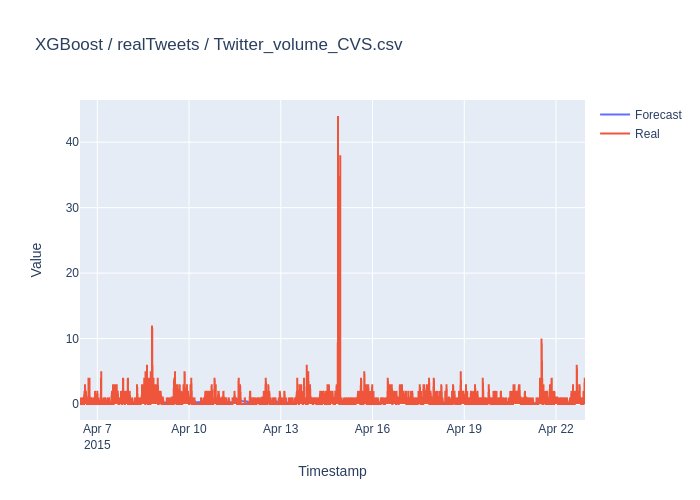 XGBoost / realTweets / Twitter_volume_CVS.csv
Forecast
Real
Value
40
30
20
10
0
Apr 7
2015
Apr 10
Apr 13
Apr 16
Apr 19
Apr 22
Timestamp